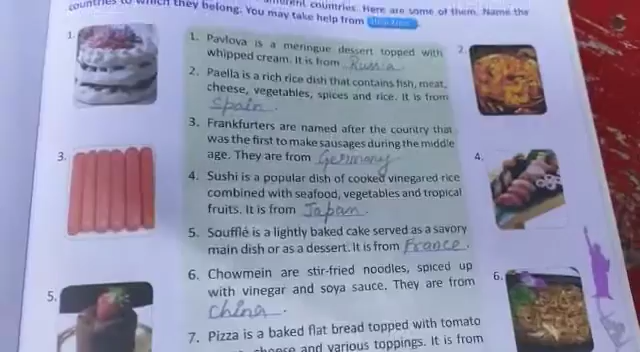 countries to which they belong. You may take help from
different countries. Here are some of them. Name the
1.
1. Pavlova is a meringue dessert topped with
whipped cream. It is from Russia
2.
2. Paella is a rich rice dish that contains fish, meat,
cheese, vegetables, spices and rice. It is from
Spain.
3.
3. Frankfurters are named after the country that
was the first to make sausages during the middle
age. They are from Germany
4.
4. Sushi is a popular dish of cooked vinegared rice
combined with seafood, vegetables and tropical
fruits. It is from Japan.
5. Soufflé is a lightly baked cake served as a savory
main dish or as a dessert. It is from France.
5.
6. Chowmein are stir-fried noodles, spiced up
with vinegar and soya sauce. They are from
China.
6.
7. Pizza is a baked flat bread topped with tomato
cheese and various toppings. It is from